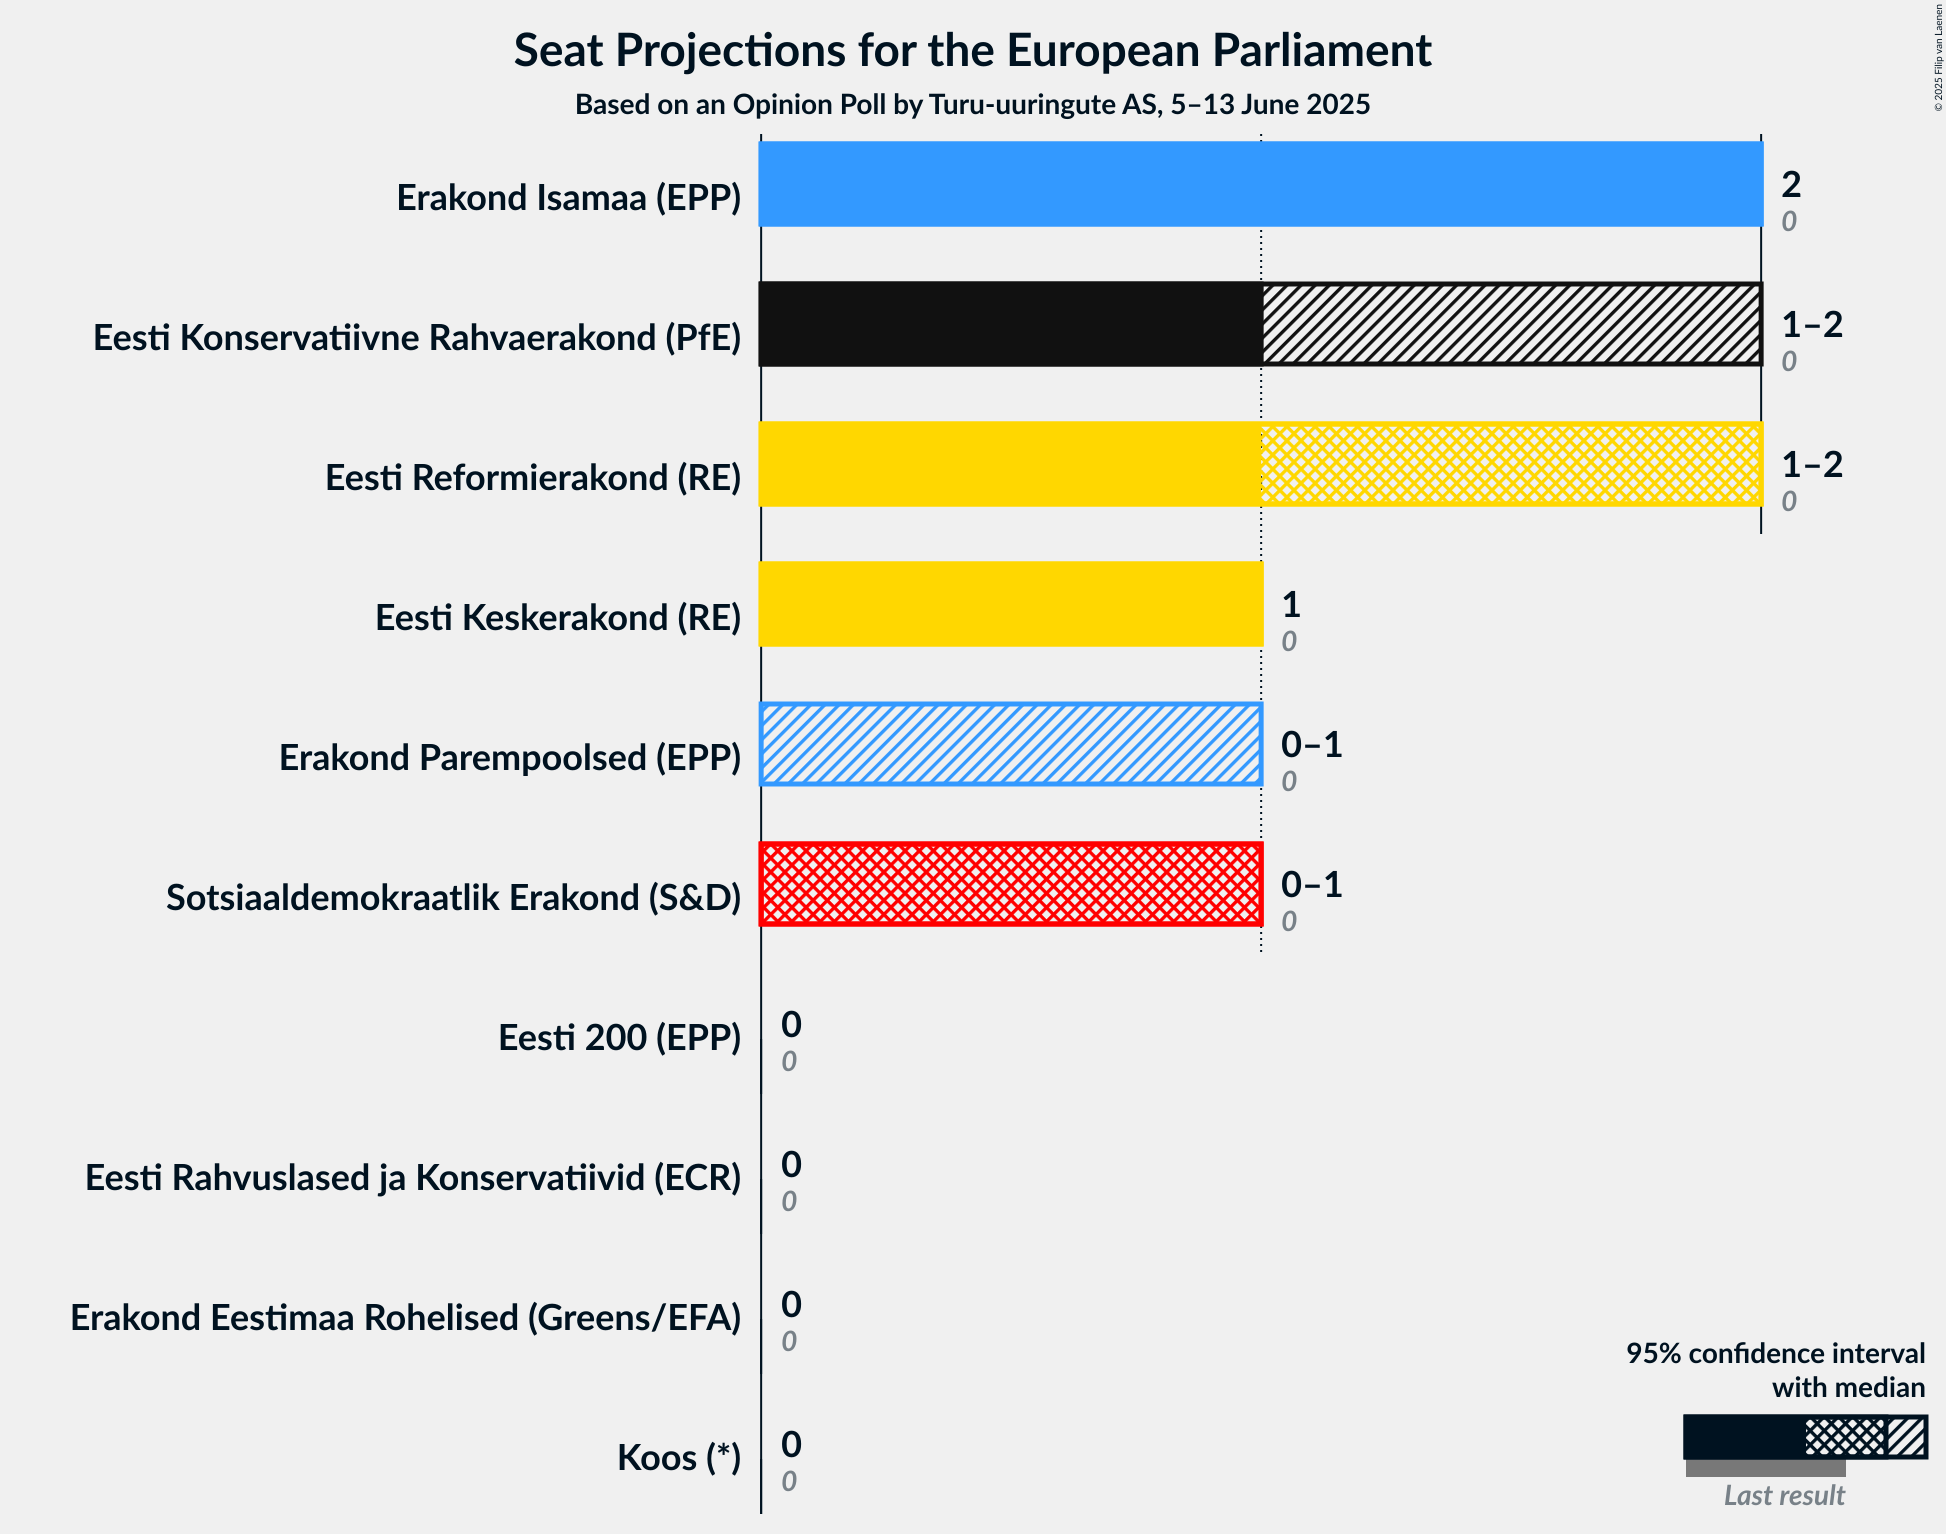 Seat Projections for the European Parliament
Based on an Opinion Poll by Turu-uuringute AS, 5–13 June 2025
© 2025 Filip van Laenen
Erakond Isamaa (EPP)
2
0
Eesti Konservatiivne Rahvaerakond (PfE)
1–2
0
Eesti Reformierakond (RE)
1–2
0
Eesti Keskerakond (RE)
1
0
Erakond Parempoolsed (EPP)
0–1
0
Sotsiaaldemokraatlik Erakond (S&D)
0–1
0
Eesti 200 (EPP)
0
0
Eesti Rahvuslased ja Konservatiivid (ECR)
0
0
Erakond Eestimaa Rohelised (Greens/EFA)
0
0
Koos (*)
0
0
95% confidence interval
with median
Last result